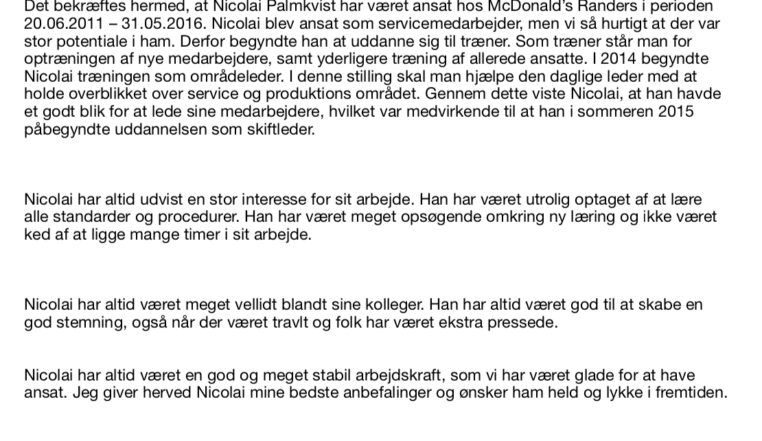 Det bekræftes hermed, at Nicolai Palmkvist har været ansat hos McDonald's Randers i perioden
20.06.2011 – 31.05.2016. Nicolai blev ansat som servicemedarbejder, men vi så hurtigt at der var
stor potentiale i ham. Derfor begyndte han at uddanne sig til træner. Som træner står man for
optræningen af nye medarbejdere, samt yderligere træning af allerede ansatte. I 2014 begyndte
Nicolai træningen som områdeleder. I denne stilling skal man hjælpe den daglige leder med at
holde overblikket over service og produktions området. Gennem dette viste Nicolai, at han havde
et godt blik for at lede sine medarbejdere, hvilket var medvirkende til at han i sommeren 2015
påbegyndte uddannelsen som skiftleder.
Nicolai har altid udvist en stor interesse for sit arbejde. Han har været utrolig optaget af at lære
alle standarder og procedurer. Han har været meget opsøgende omkring ny læring og ikke været
ked af at ligge mange timer i sit arbejde.
Nicolai har altid været meget vellidt blandt sine kolleger. Han har altid været god til at skabe en
god stemning, også når der været travlt og folk har været ekstra pressede.
Nicolai har altid været en god og meget stabil arbejdskraft, som vi har været glade for at have
ansat. Jeg giver herved Nicolai mine bedste anbefalinger og ønsker ham held og lykke i fremtiden.